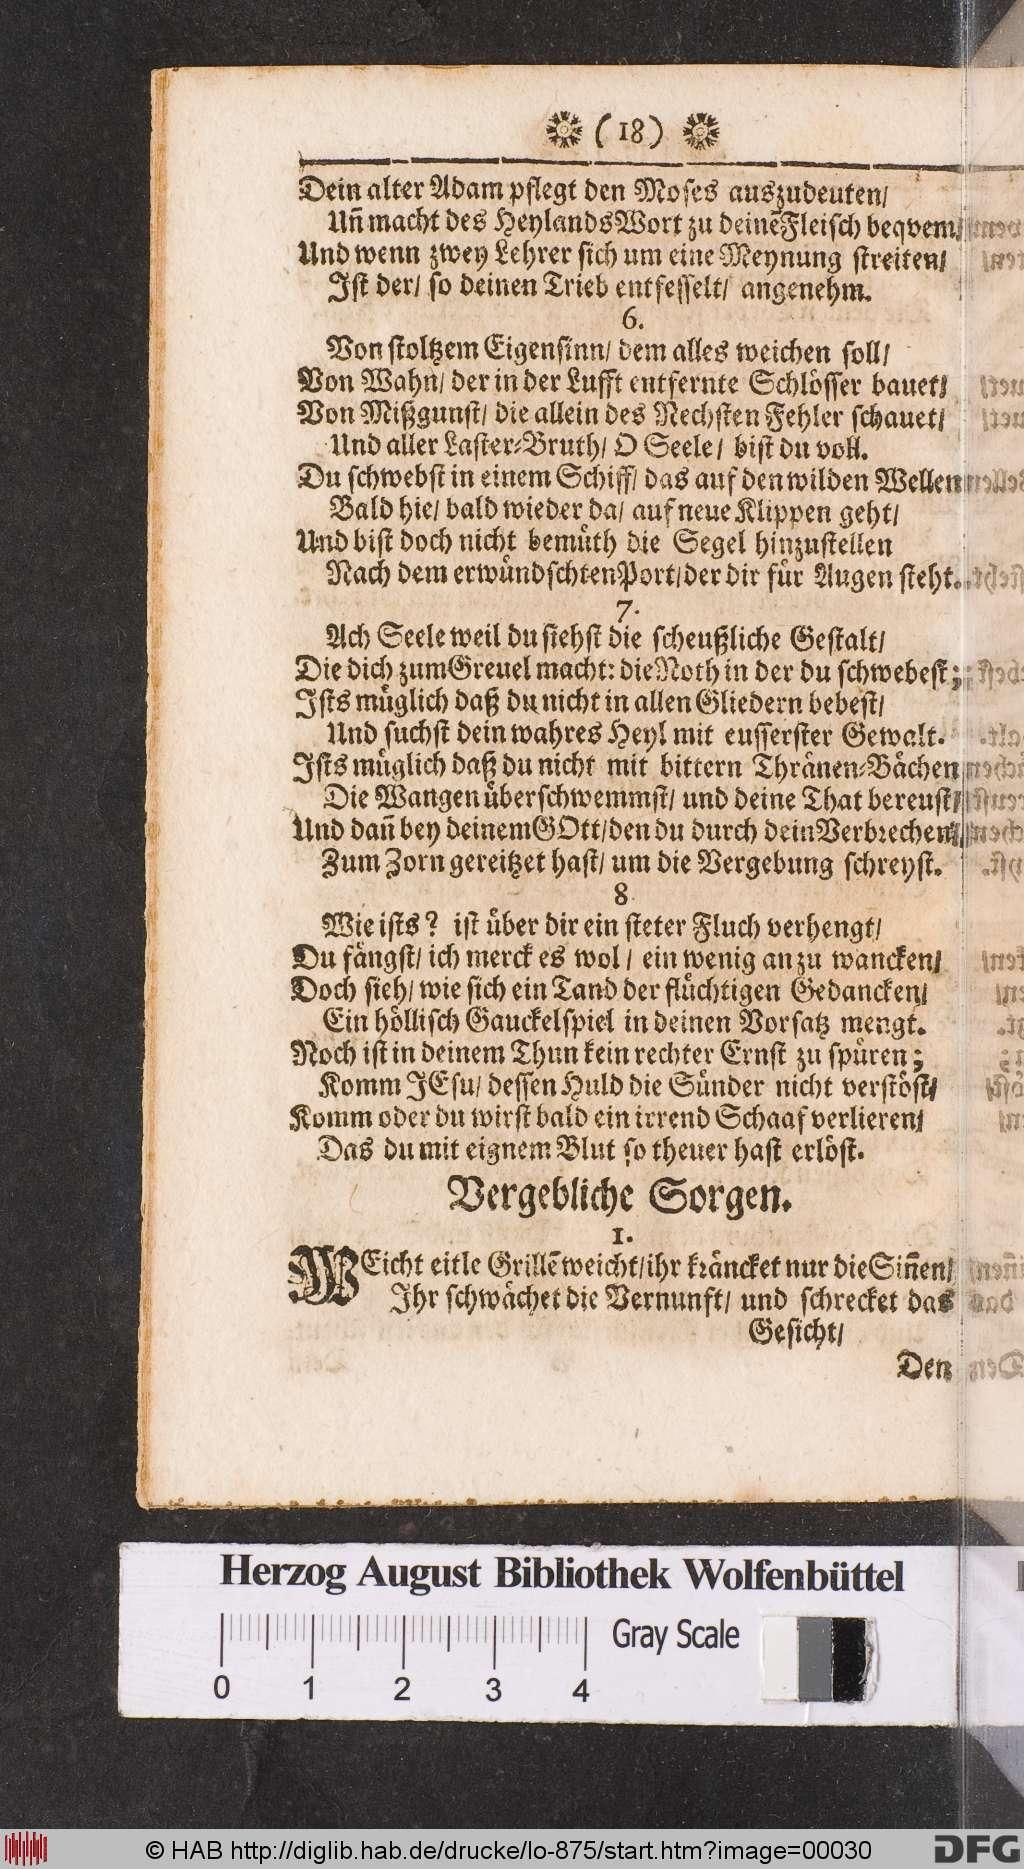 (18)
Dein alter Adam pflegt den Moses auszudeuten/
Uñ macht des Heylands Wort zu deinē Fleisch beqvem/
Und wenn zwey Lehrer sich um eine Meynung streiten/
Ist der/ so deinen Trieb entfesselt/ angenehm.
6.
Von stoltzem Eigensinn/ dem alles weichen soll/
Von Wahn/ der in der Lufft entfernte Schlösser bauet/
Von Mißgunst/ die allein des Nechsten Fehler schauet/
Und aller Laster-Bruth/ O Seele/ bist du voll.
Du schwebst in einem Schiff/ das auf den wilden Wellen
Bald hie/ bald wieder da/ auf neue Klippen geht/
Und bist doch nicht bemüth die Segel hinzustellen
Nach dem erwündschten Port/ der dir für Augen steht.
7.
Ach Seele weil du siehst die scheußliche Gestalt/
Die dich zum Greuel macht: die Noth in der du schwebest;
Ists müglich daß du nicht in allen Gliedern bebest/
Und suchst dein wahres Heyl mit eusserster Gewalt.
Ists müglich daß du nicht mit bittern Thränen-Bächen
Die Wangen überschwemmst/ und deine That bereust/
Und dañ bey deinem GOtt/ den du durch dein Verbrechen/
Zum Zorn gereitzet hast/ um die Vergebung schreyst.
8
Wie ists? ist über dir ein steter Fluch verhengt/
Du fängst/ ich merck es wol/ ein wenig an zu wancken/
Doch sieh/ wie sich ein Tand der flüchtigen Gedancken/
Ein höllisch Gauckelspiel in deinen Vorsatz mengt.
Noch ist in deinem Thun kein rechter Ernst zu spüren;
Komm JEsu/ dessen Huld die Sünder nicht verstöst/
Komm oder du wirst bald ein irrend Schaaf verlieren/
Das du mit eignem Blut so theuer hast erlöst.
Vergebliche Sorgen.
1.
WEicht eitle Grillē weicht/ ihr kräncket nur die Siñen/
Ihr schwächet die Vernunft/ und schrecket das
Gesicht/
Den
Herzog August Bibliothek Wolfenbüttel
0 1 2 3 4
Gray Scale
© HAB http://diglib.hab.de/drucke/lo-875/start.htm?image=00030
DFG